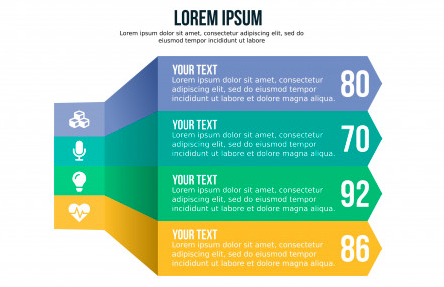 LOREM IPSUM
Lorem ipsum dolor sit amet, consectetur adipiscing elit, sed do
eiusmod tempor incididunt ut labore
YOUR TEXT
Lorem ipsum dolor sit amet, consectetur
adipiscing elit, sed do eiusmod tempor
incididunt ut labore et dolore magna aliqua.
80
YOUR TEXT
Lorem ipsum dolor sit amet, consectetur
adipiscing elit, sed do eiusmod tempor
incididunt ut labore et dolore magna aliqua.
70
YOUR TEXT
Lorem ipsum dolor sit amet, consectetur
adipiscing elit, sed do eiusmod tempor
incididunt ut labore et dolore magna aliqua.
92
YOUR TEXT
Lorem ipsum dolor sit amet, consectetur
adipiscing elit, sed do eiusmod tempor
incididunt ut labore et dolore magna aliqua.
86